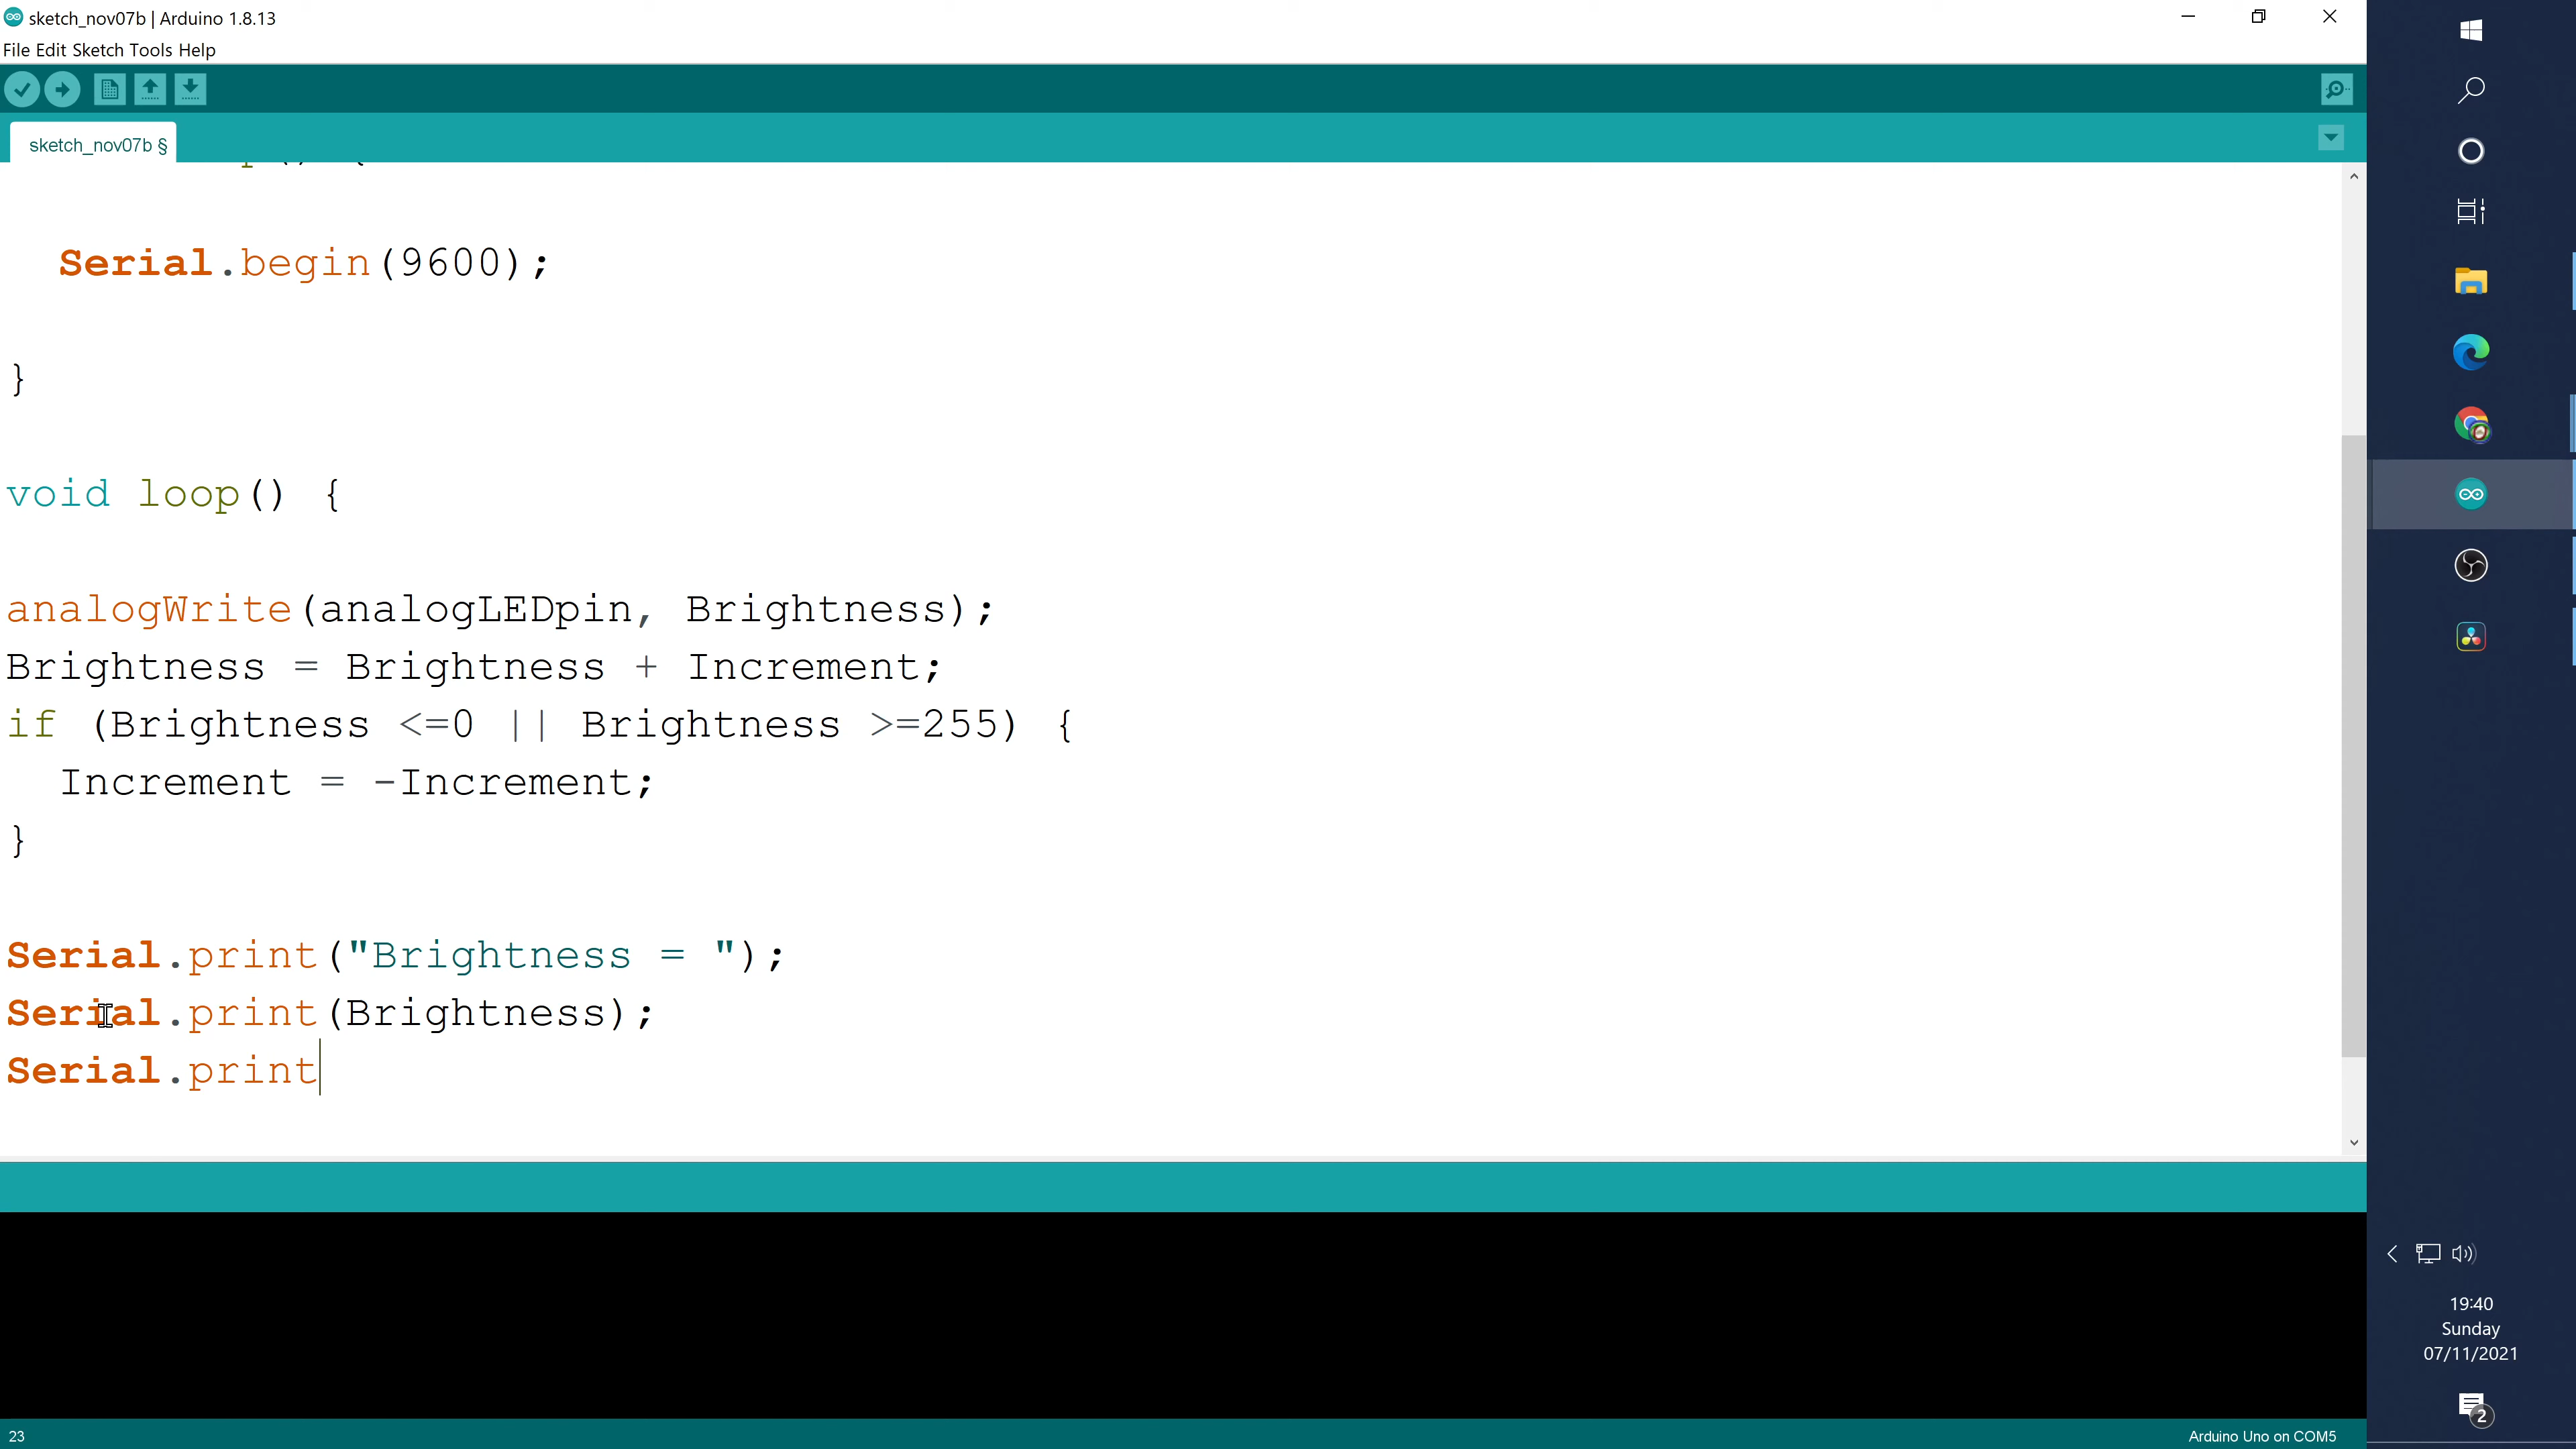 sketch_nov07b | Arduino 1.8.13
File Edit Sketch Tools Help
sketch_nov07b §
Serial.begin(9600);
}
void loop() {
analogWrite(analogLEDpin, Brightness);
Brightness = Brightness + Increment;
if (Brightness <=0 || Brightness >=255) {
Increment = -Increment;
}
Serial.print("Brightness = ");
Serial.print(Brightness);
Serial.print
19:40
Sunday
07/11/2021
2
23
Arduino Uno on COM5